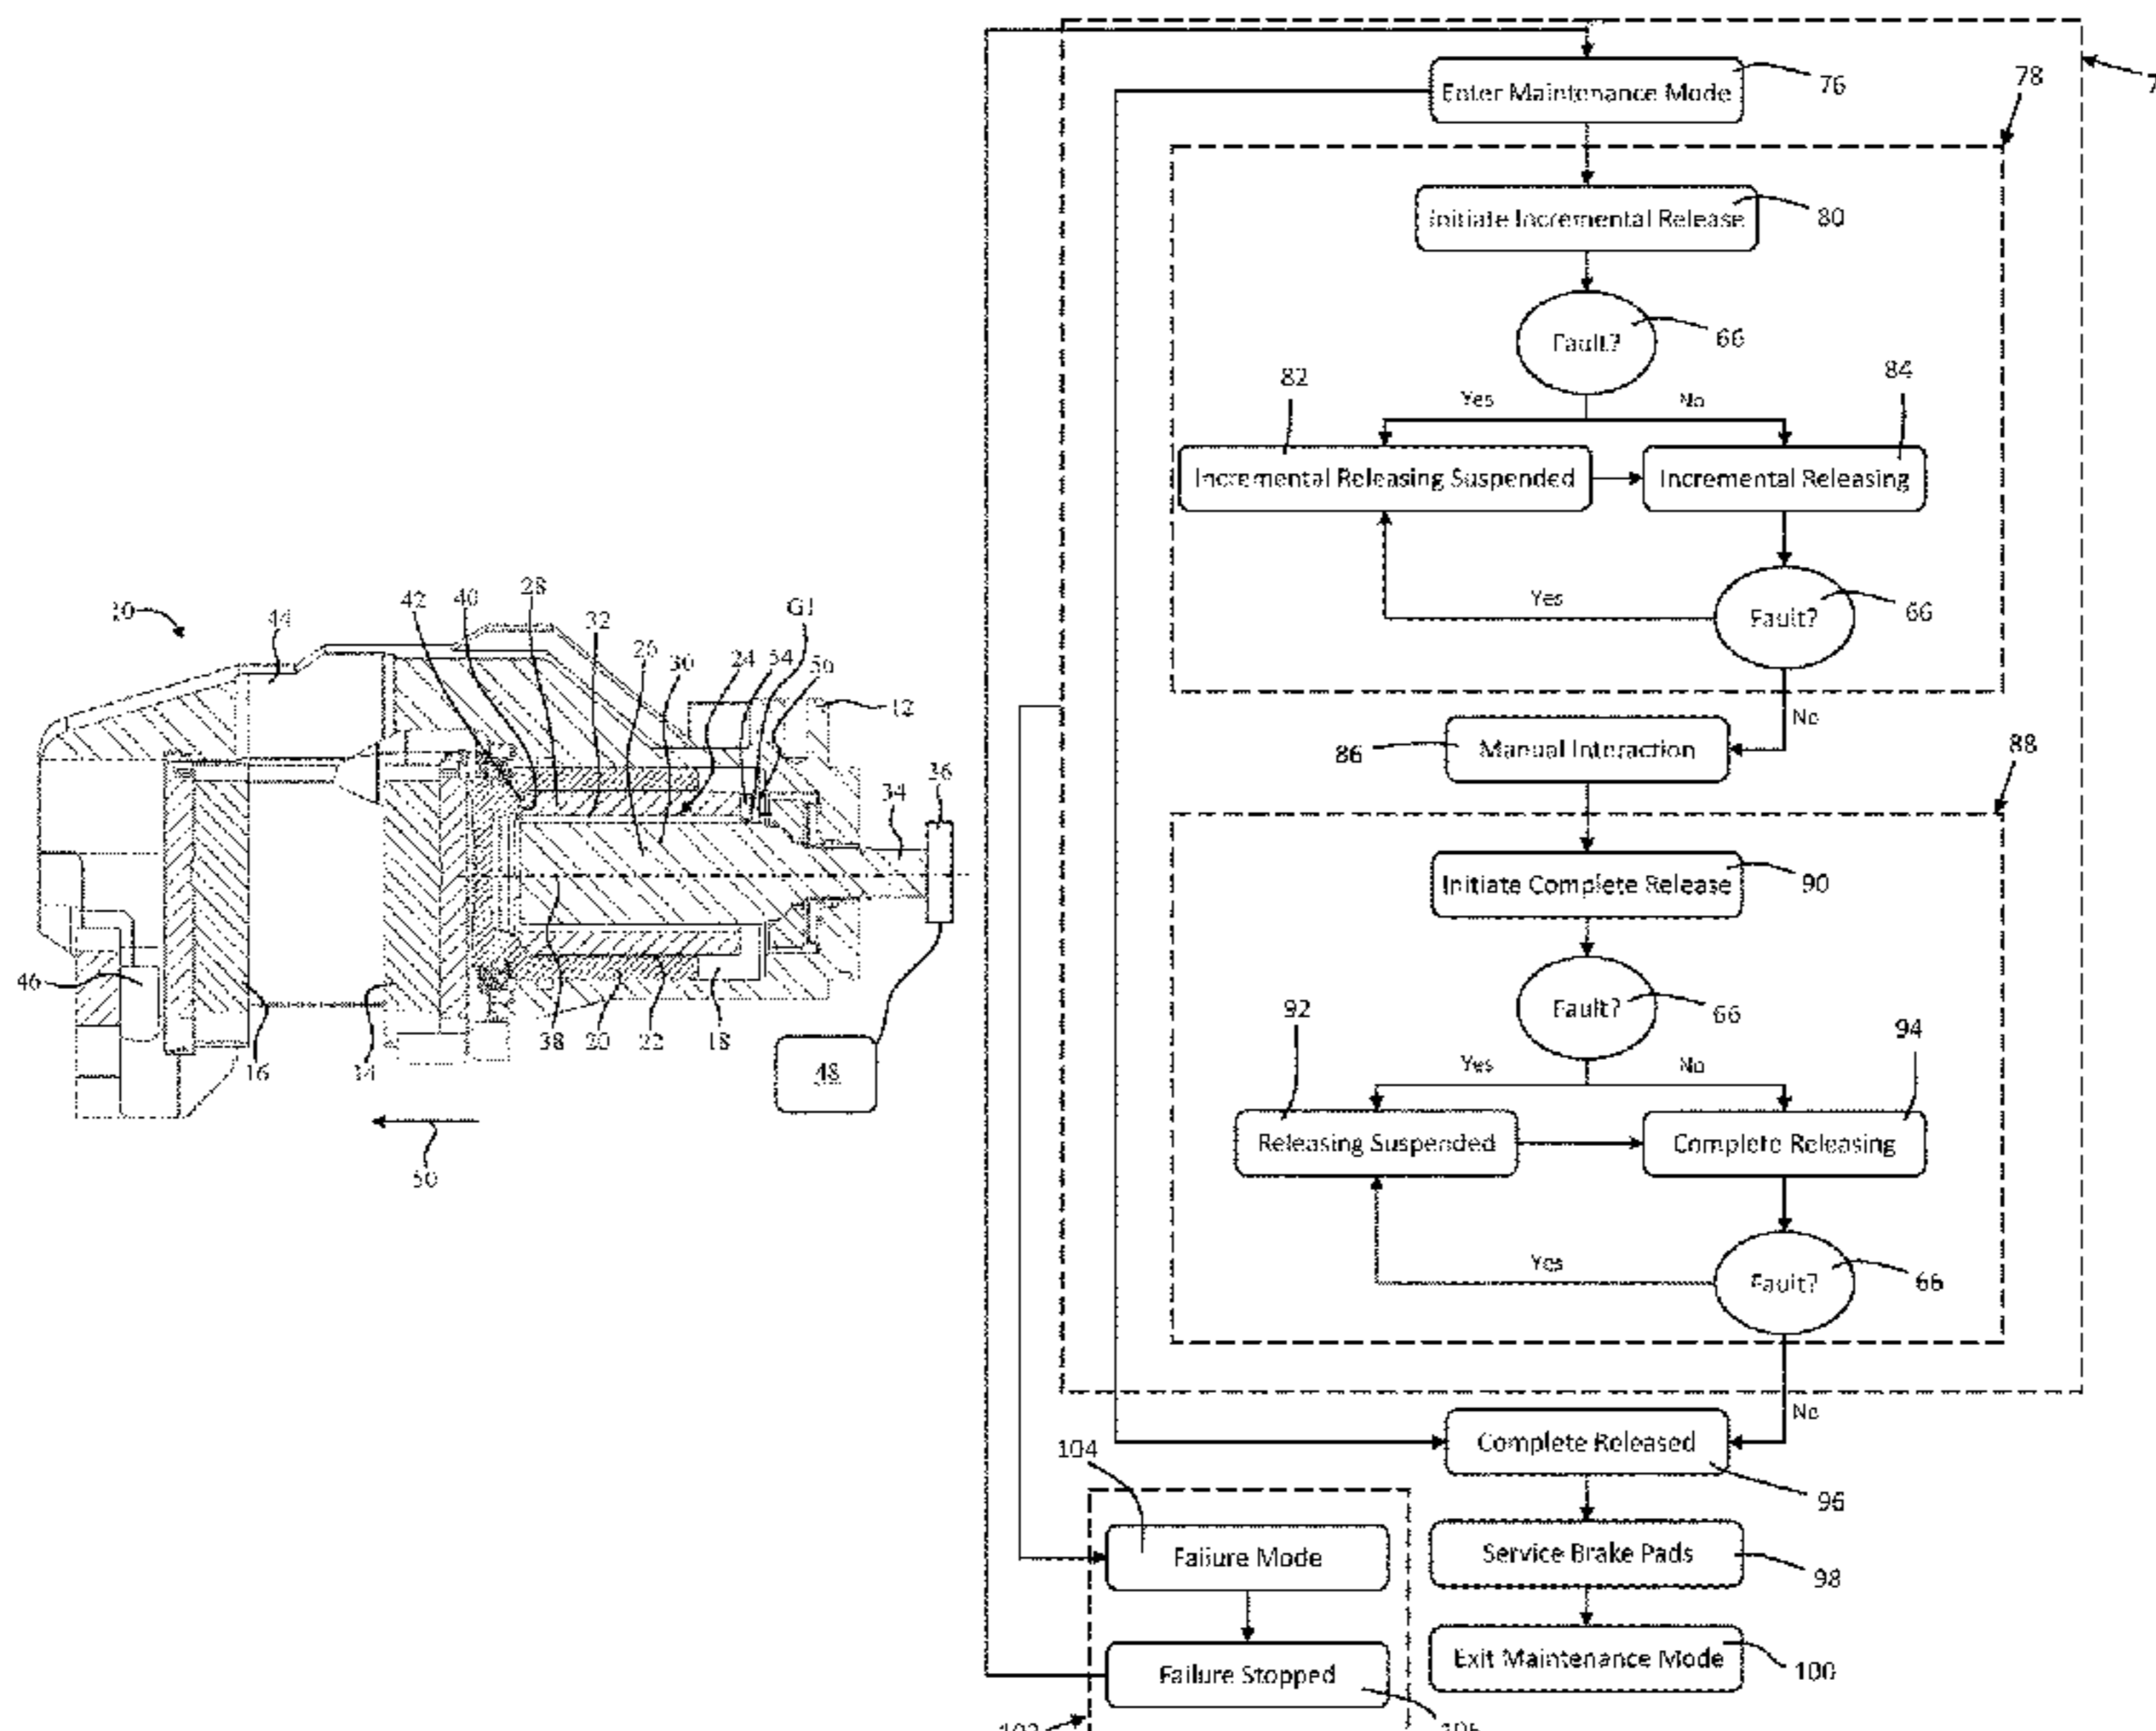 Enter Maintenance Mode
76
78
Initiate Incremental Release
80
Fault?
66
82
84
Yes
No
Incremental Releasing Suspended
Incremental Releasing
Yes
Fault?
66
No
Manual Interaction
86
88
Initiate Complete Release
90
Fault?
66
92
94
Yes
No
Releasing Suspended
Complete Releasing
Yes
Fault?
66
No
Complete Released
96
104
Failure Mode
Service Brake Pads
98
Failure Stopped
Exit Maintenance Mode
100
42
40
28
32
26
30
24
54
G1
56
44
12
34
36
46
16
14
38
20
22
18
48
50